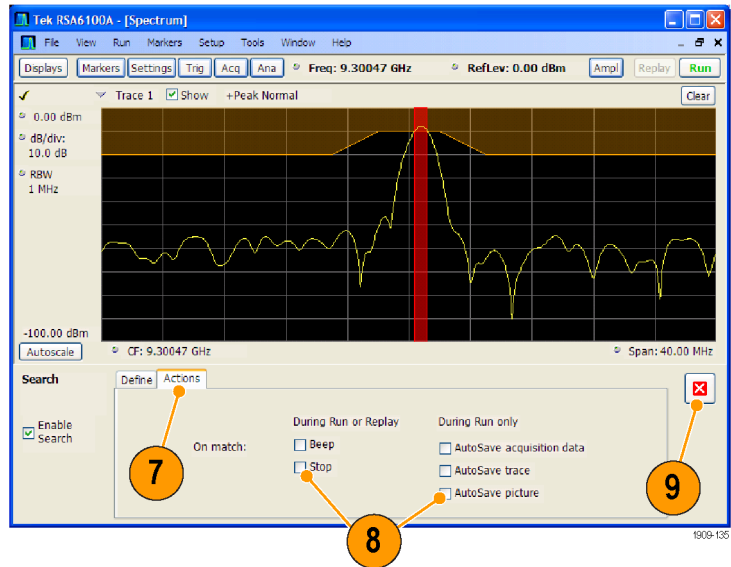 Tek RSA6100A - [Spectrum]
File View Run Markers Setup Tools Window Help
Displays Markers Settings Trig Acq Ana Freq: 9.30047 GHz RefLev: 0.00 dBm Ampl Replay Run
Trace 1 Show +Peak Normal Clear
0.00 dBm
dB/div:
10.0 dB
RBW
1 MHz
-100.00 dBm
Autoscale CF: 9.30047 GHz Span: 40.00 MHz
Search Define Actions
Enable
Search
During Run or Replay During Run only
On match: Beep AutoSave acquisition data
Stop AutoSave trace
AutoSave picture
7
8
9
1909-135